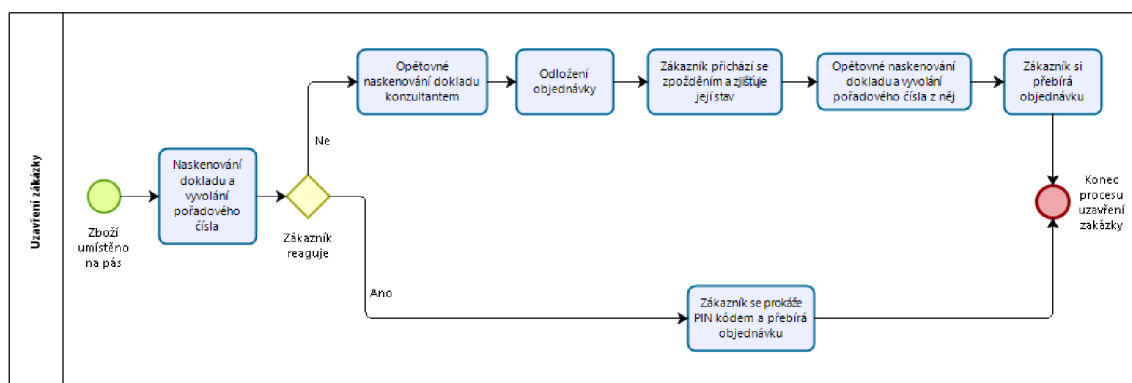 Uzavření zákázky
Zboží
umístěno
na pás
Naskenování
dokladu a
vyvolání
pořadového
čísla
Zákazník
reaguje
Ne
Opětovné
naskenování dokladu
konzultantem
Odložení
objednávky
Zákazník přichází se
zpožděním a zjišťuje
její stav
Opětovné naskenování
dokladu a vyvolání
pořadového čísla z něj
Zákazník si
přebírá
objednávku
Ano
Zákazník se prokáže
PIN kódem a přebírá
objednávku
Konec
procesu
uzavření
zakázky